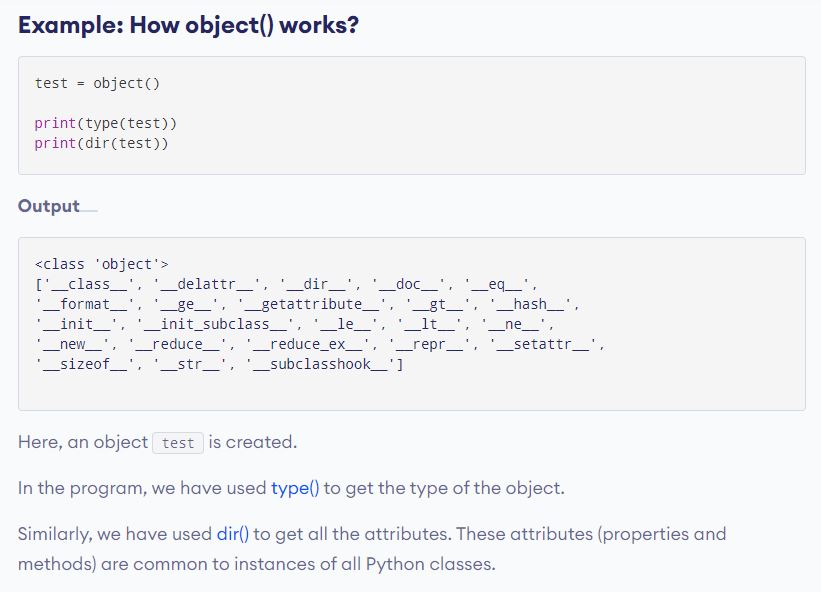 Example: How object() works?
test = object()
print(type(test))
print(dir(test))
Output
<class 'object'>
['__class__', '__delattr__', '__dir__', '__doc__', '__eq__',
'__format__', '__ge__', '__getattribute__', '__gt__', '__hash__',
'__init__', '__init_subclass__', '__le__', '__lt__', '__ne__',
'__new__', '__reduce__', '__reduce_ex__', '__repr__', '__setattr__',
'__sizeof__', '__str__', '__subclasshook__']
Here, an object test is created.
In the program, we have used type() to get the type of the object.
Similarly, we have used dir() to get all the attributes. These attributes (properties and
methods) are common to instances of all Python classes.